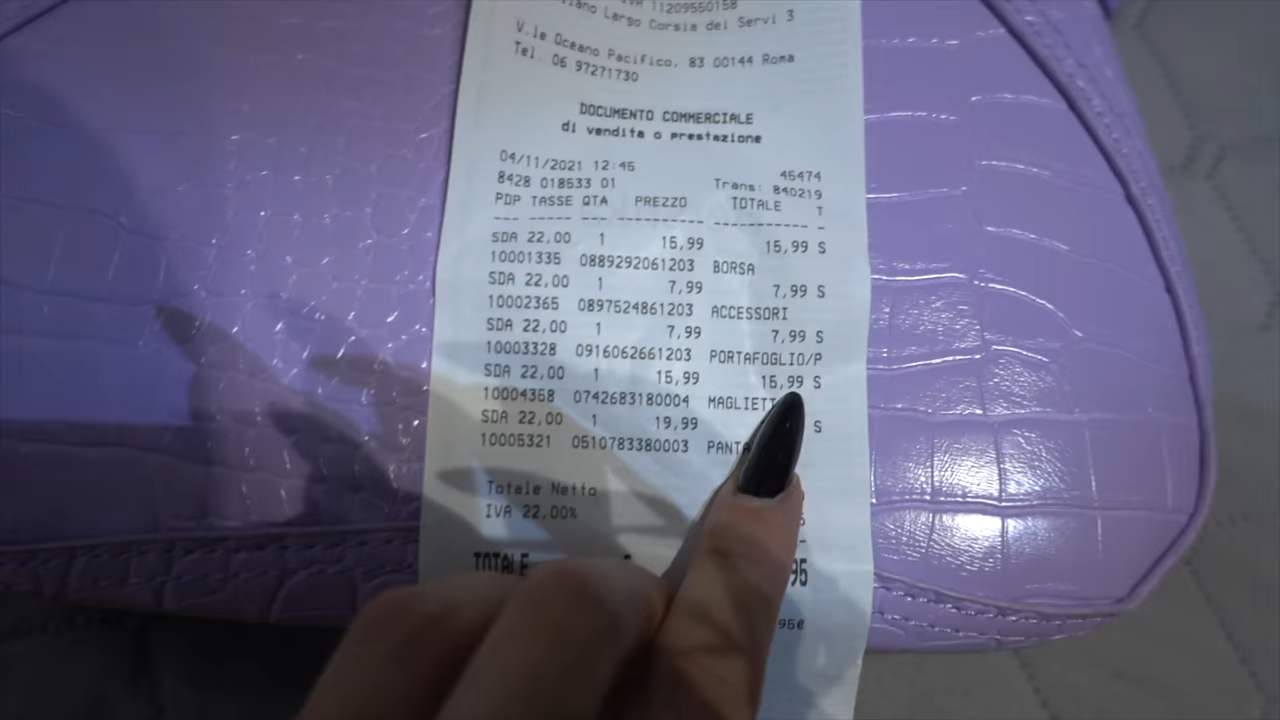 IVA 11209550158
Largo Corsia dei Servi 3
V.le Oceano Pacifico, 83 00144 Roma
Tel. 06 97271730
DOCUMENTO COMMERCIALE
di vendita o prestazione
04/11/2021 12:45 45474
8428 018533 01 Trans: 840219
PDP TASSE QTA PREZZO TOTALE T
SDA 22,00 1 15,99 15,99 S
10001335 0889292061203 BORSA
SDA 22,00 1 7,99 7,99 S
10002365 0897524861203 ACCESSORI
SDA 22,00 1 7,99 7,99 S
10003328 0916062661203 PORTAFOGLIO/P
SDA 22,00 1 15,99 15,99 S
10004358 0742683180004 MAGLIETT
SDA 22,00 1 19,99 S
10005321 0510783380003 PANTA
Totale Netto
IVA 22,00%
TOTALE 95
95€